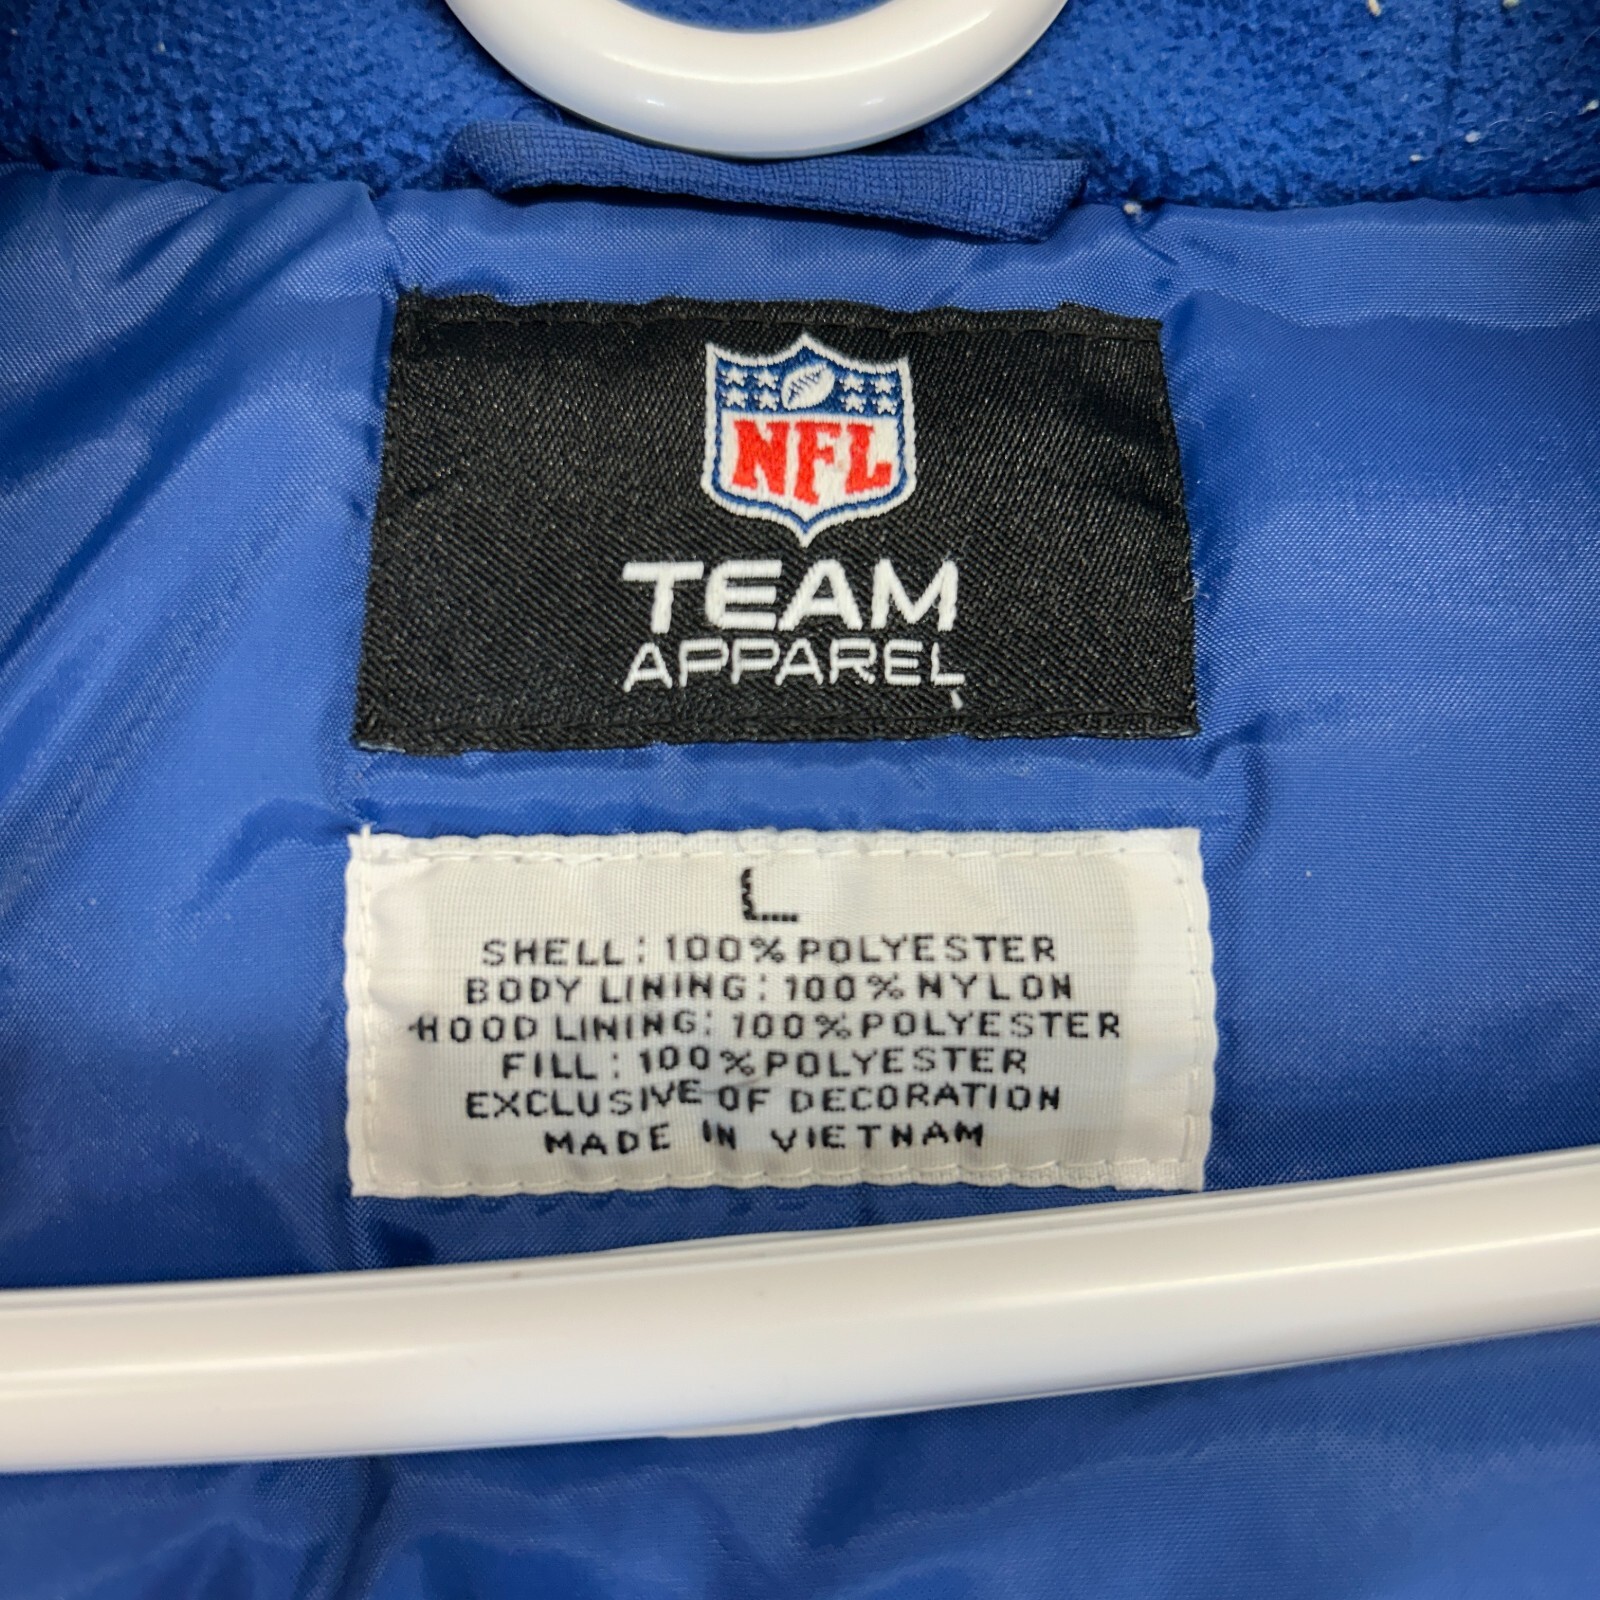 NFL
TEAM
APPAREL
L
SHELL: 100% POLYESTER
BODY LINING: 100% NYLON
HOOD LINING: 100% POLYESTER
FILL: 100% POLYESTER
EXCLUSIVE OF DECORATION
MADE IN VIETNAM